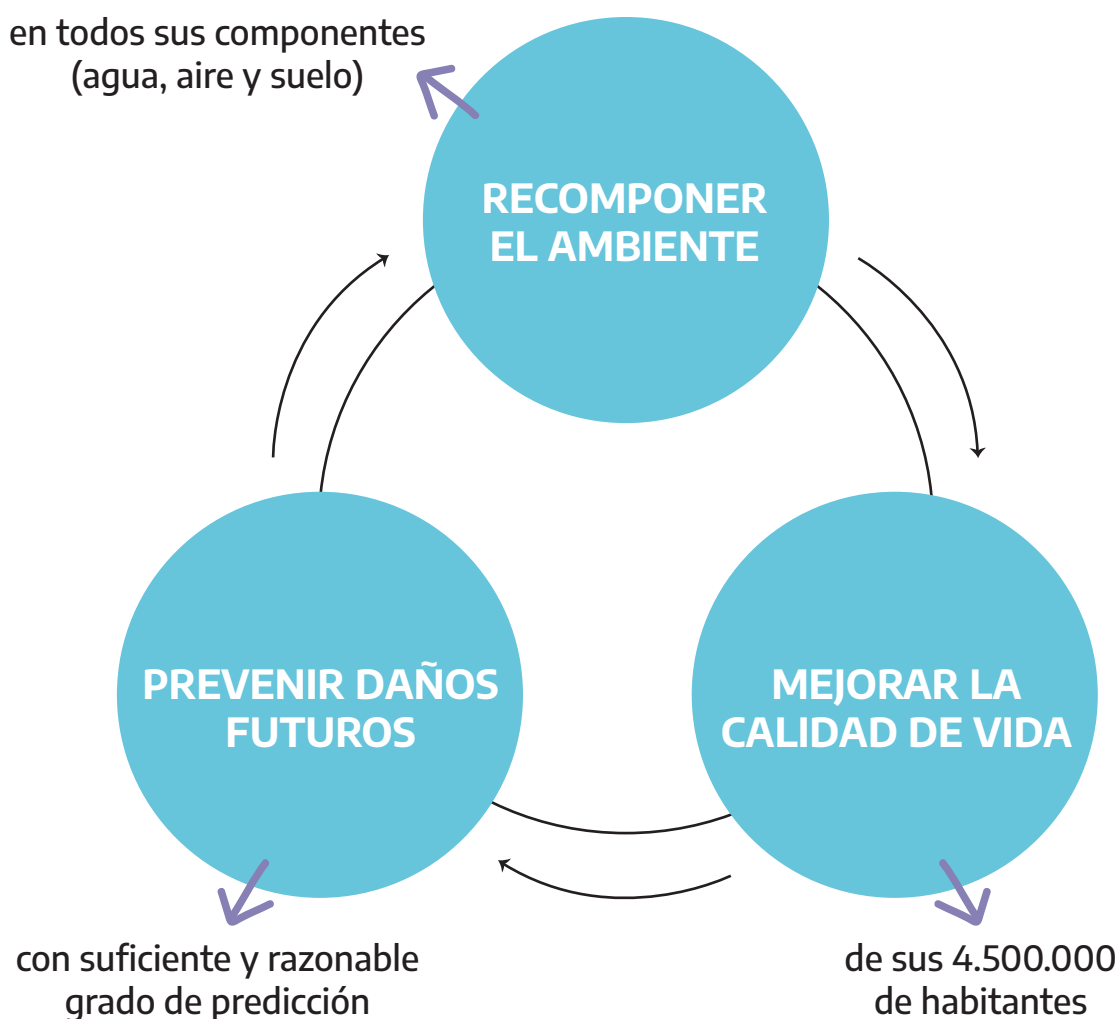 en todos sus componentes
(agua, aire y suelo)
RECOMPONER
EL AMBIENTE
PREVENIR DAÑOS
FUTUROS
MEJORAR LA
CALIDAD DE VIDA
con suficiente y razonable
grado de predicción
de sus 4.500.000
de habitantes